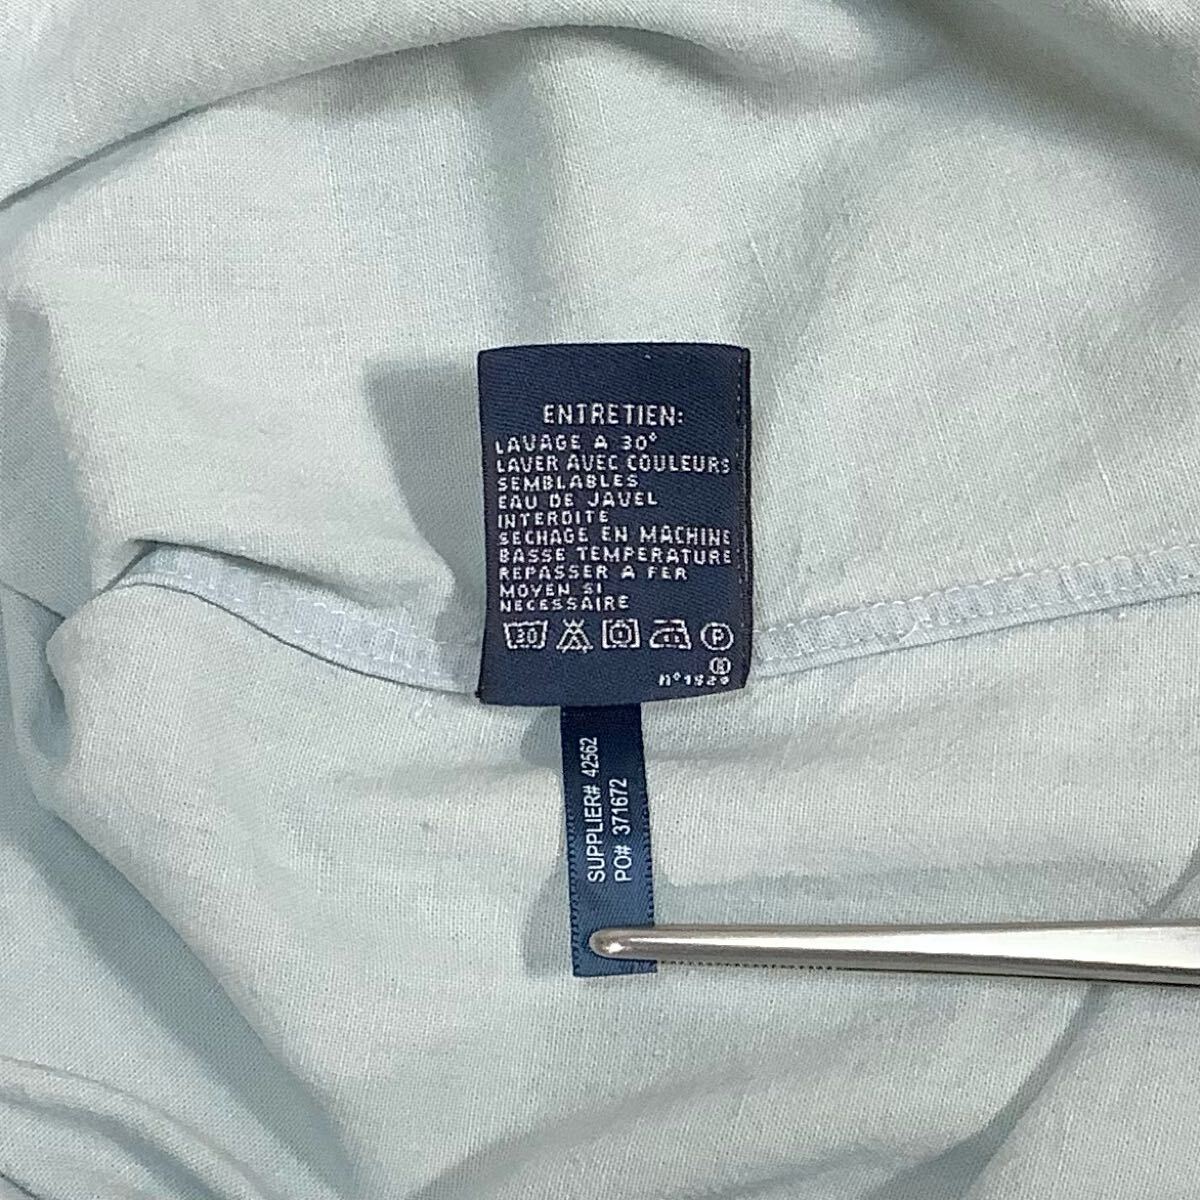 ENTRETIEN:
LAVAGE A 30°
LAVER AVEC COULEURS
SEMBLABLES
EAU DE JAVEL
INTERDITE
SECHAGE EN MACHINE
BASSE TEMPERATURE
REPASSER A FER
MOYEN SI
NECESSAIRE
30 P
®
SUPPLIER# 42562
PO# 371672